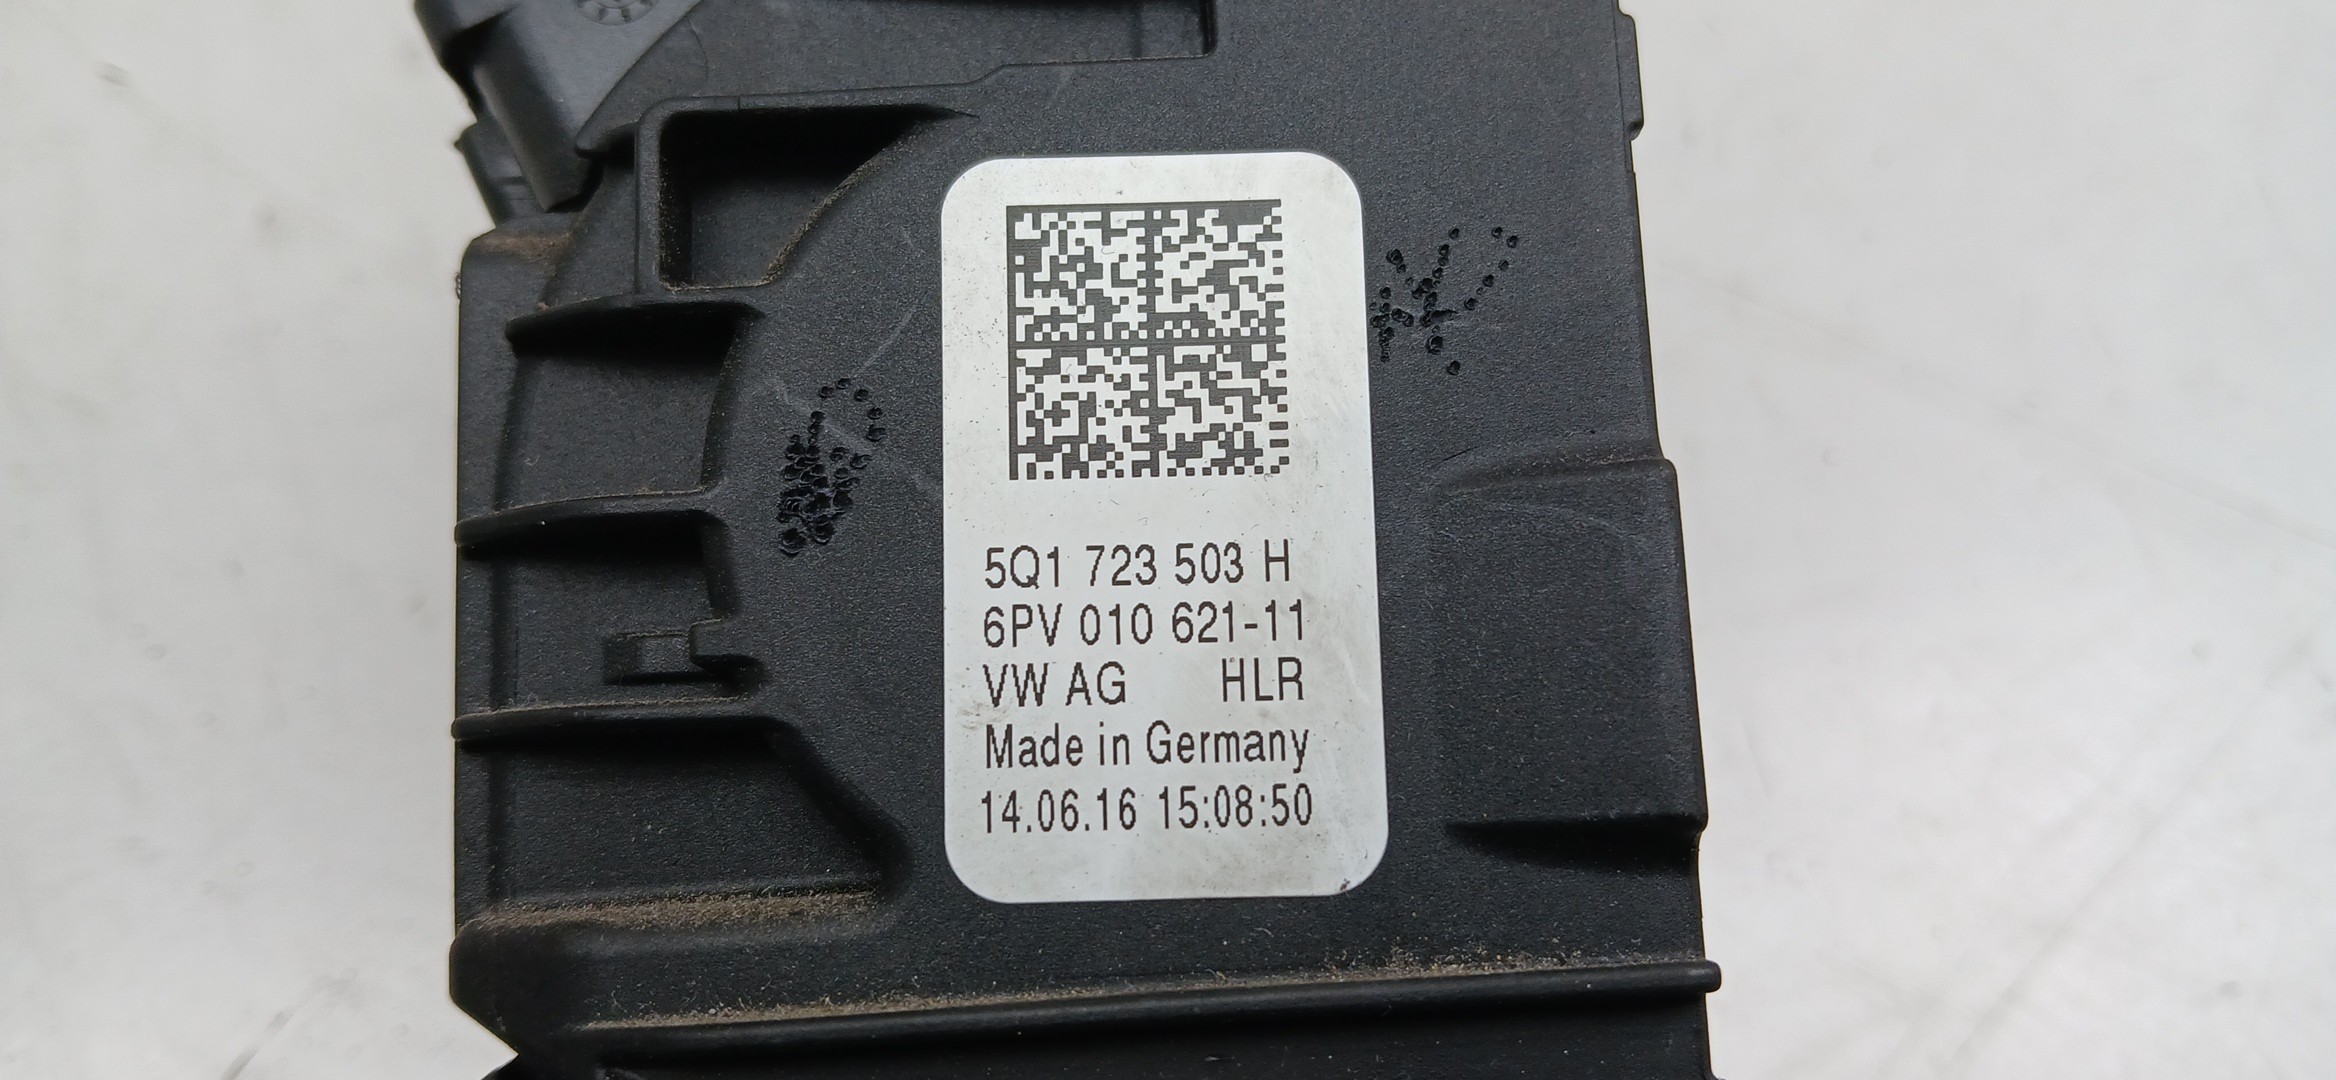 5Q1 723 503 H
6PV 010 621-11
VW AG HLR
Made in Germany
14.06.16 15:08:50